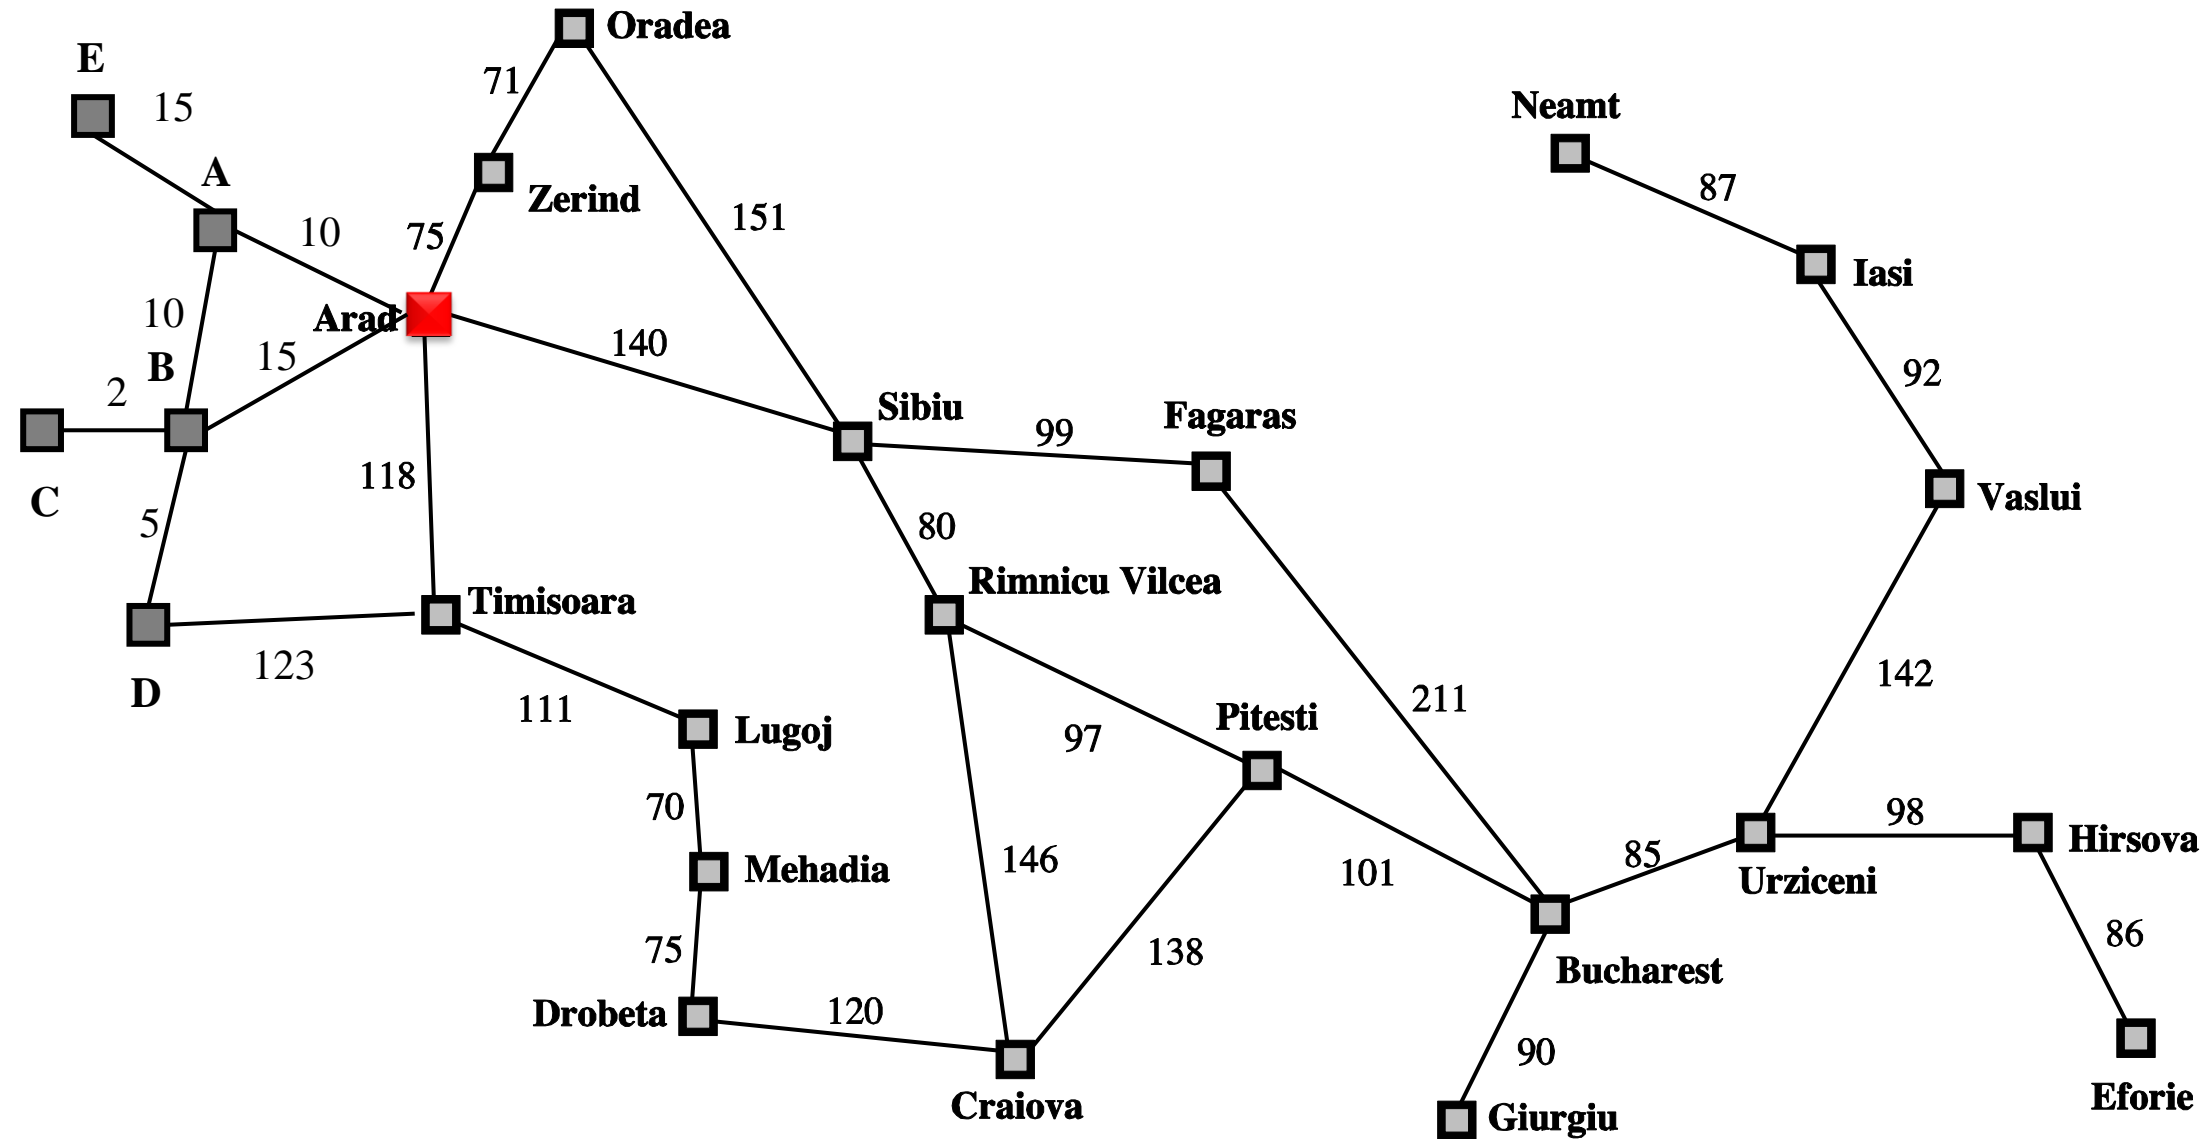 Oradea
E
71
15
Neamt
A
87
Zerind
151
10
75
Iasi
10
Arad
140
B
15
92
2
Sibiu
Fagaras
99
118
Vaslui
C
5
80
Rimnicu Vilcea
Timisoara
123
142
D
211
111
Pitesti
Lugoj
97
70
98
Hirsova
146
85
Mehadia
101
Urziceni
86
75
138
Bucharest
Drobeta
120
90
Craiova
Eforie
Giurgiu